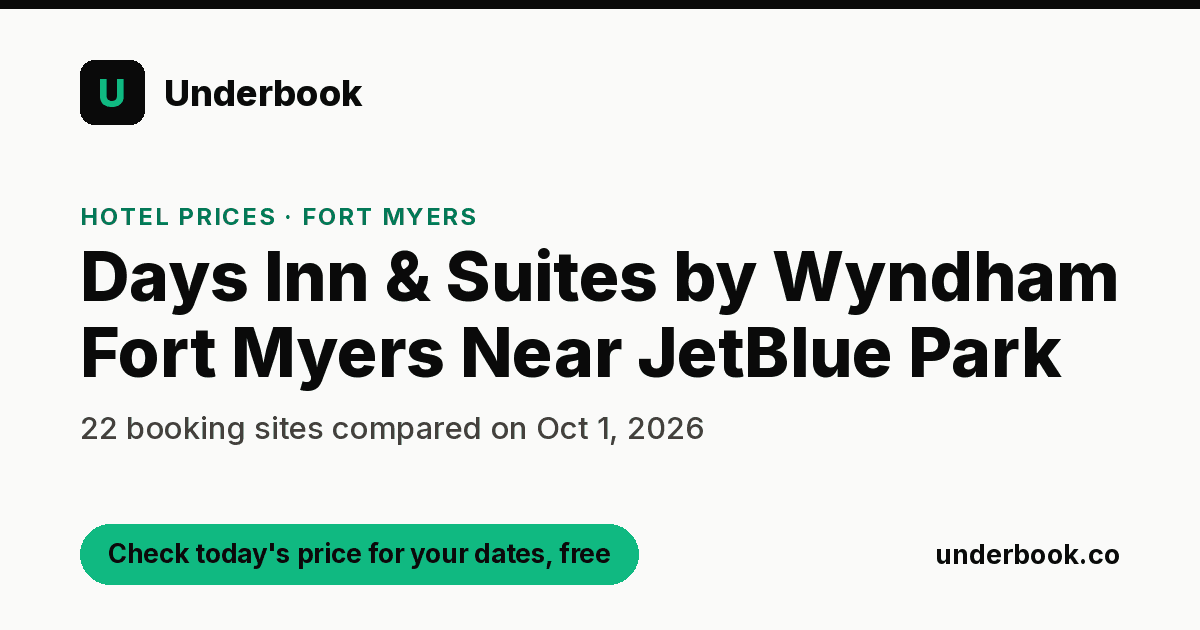 U
Underbook
HOTEL PRICES · FORT MYERS
Days Inn & Suites by Wyndham
Fort Myers Near JetBlue Park
22 booking sites compared on Oct 1, 2026
Check today's price for your dates, free
underbook.co